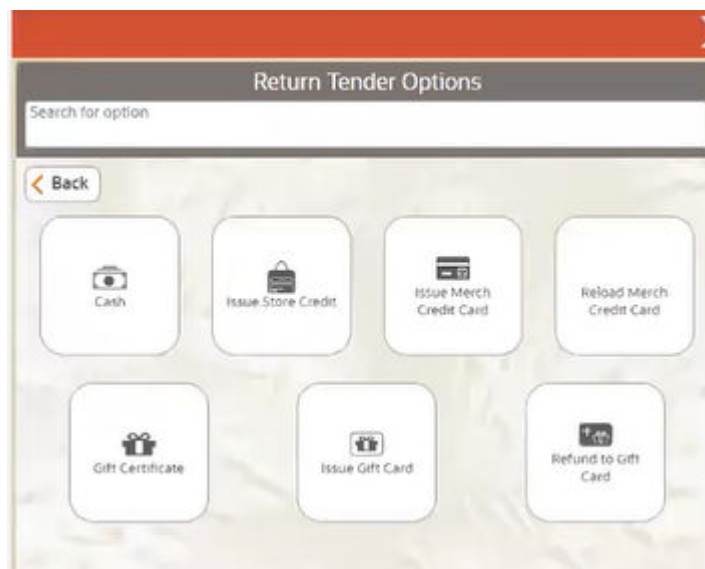 Return Tender Options
Search for option
Back
Cash
Issue Store Credit
Issue Merch
Credit Card
Reload Merch
Credit Card
Gift Certificate
Issue Gift Card
Refund to Gift
Card